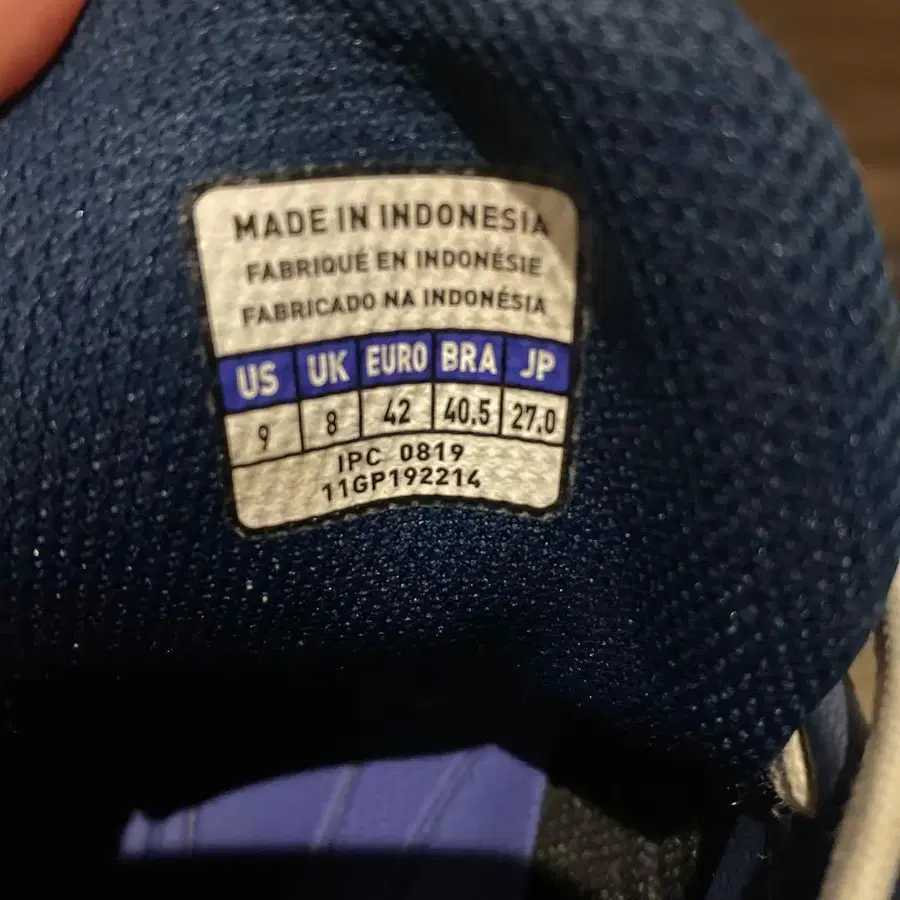 MADE IN INDONESIA
FABRIQUÉ EN INDONÉSIE
FABRICADO NA INDONÉSIA
US UK EURO BRA JP
9 8 42 40.5 27.0
IPC 0819
11GP192214